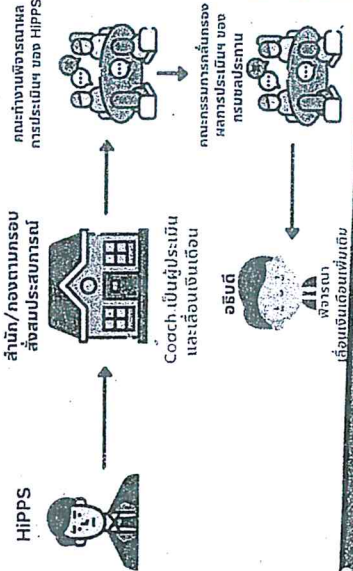 HiPPS
สำนัก/กองตามกรอบ
สั่งสมประสบการณ์
Coach เป็นผู้ประเมิน
และเลื่อนเงินเดือน
คณะทำงานพิจารณาผล
การประเมินฯ ของ HiPPS
คณะกรรมการกลั่นกรอง
ผลการประเมินฯ ของ
กรมชลประทาน
อธิบดี
พิจารณา
เลื่อนเงินเดือนเพิ่มเติม